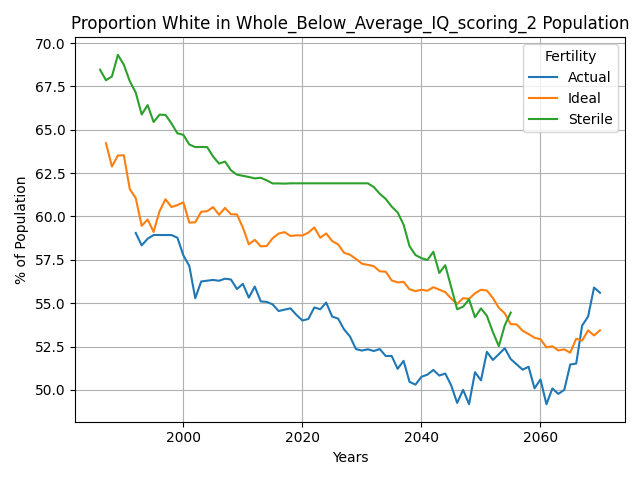 Proportion White in Whole_Below_Average_IQ_scoring_2 Population
70.0
67.5
65.0
62.5
60.0
57.5
55.0
52.5
50.0
% of Population
Fertility
Actual
Ideal
Sterile
2000
2020
2040
2060
Years